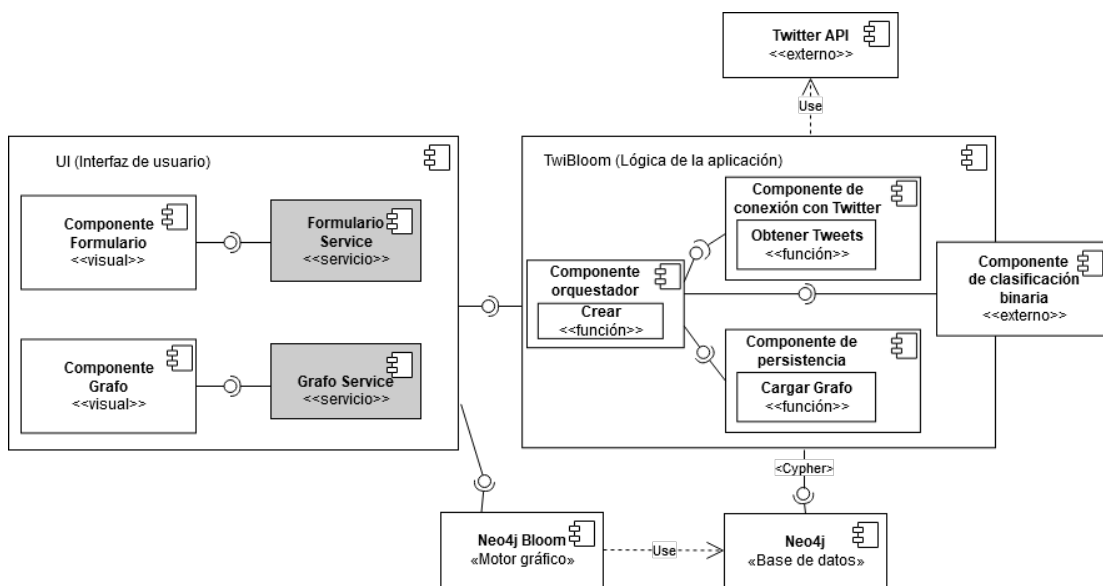 Twitter API
<<externo>>
Use
UI (Interfaz de usuario)
Componente
Formulario
<<visual>>
Formulario
Service
<<servicio>>
Componente
Grafo
<<visual>>
Grafo Service
<<servicio>>
TwiBloom (Lógica de la aplicación)
Componente de
conexión con Twitter
Obtener Tweets
<<función>>
Componente
orquestador
Crear
<<función>>
Componente
de clasificación
binaria
<<externo>>
Componente de
persistencia
Cargar Grafo
<<función>>
<Cypher>
Neo4j Bloom
«Motor gráfico»
Use
Neo4j
«Base de datos»